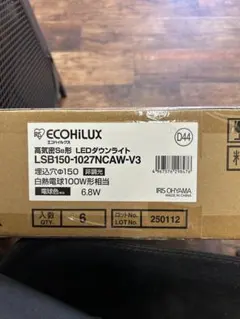 ECOHiLUX
エコハイルクス
D44
高気密SB形 LEDダウンライト
LSB150-1027NCAW-V3
埋込穴Φ150 非調光
白熱電球100W形相当
電球色 6.8W
IRIS OHYAMA
MADE IN CHINA
入数 6
QTY.
ロットNo. 250112
LOT No.